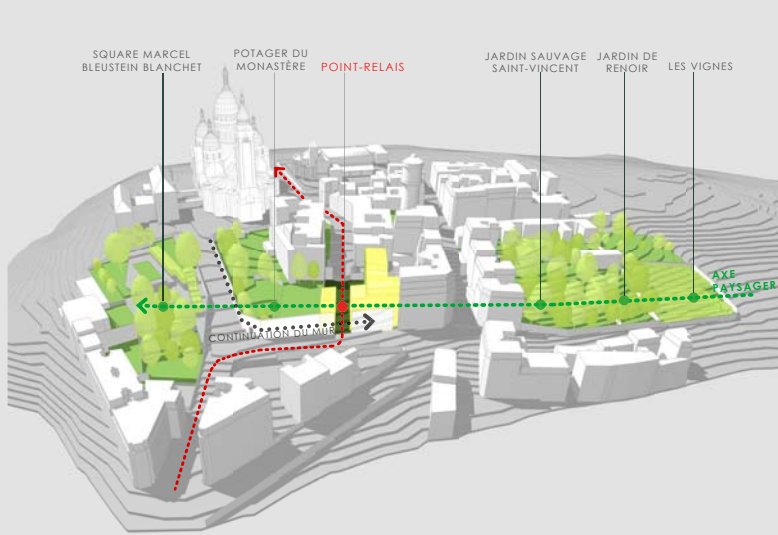 SQUARE MARCEL
BLEUSTEIN BLANCHET
POTAGER DU
MONASTÈRE
POINT-RELAIS
JARDIN SAUVAGE
SAINT-VINCENT
JARDIN DE
RENOIR
LES VIGNES
AXE
PAYSAGER
CONTINUATION DU MUR